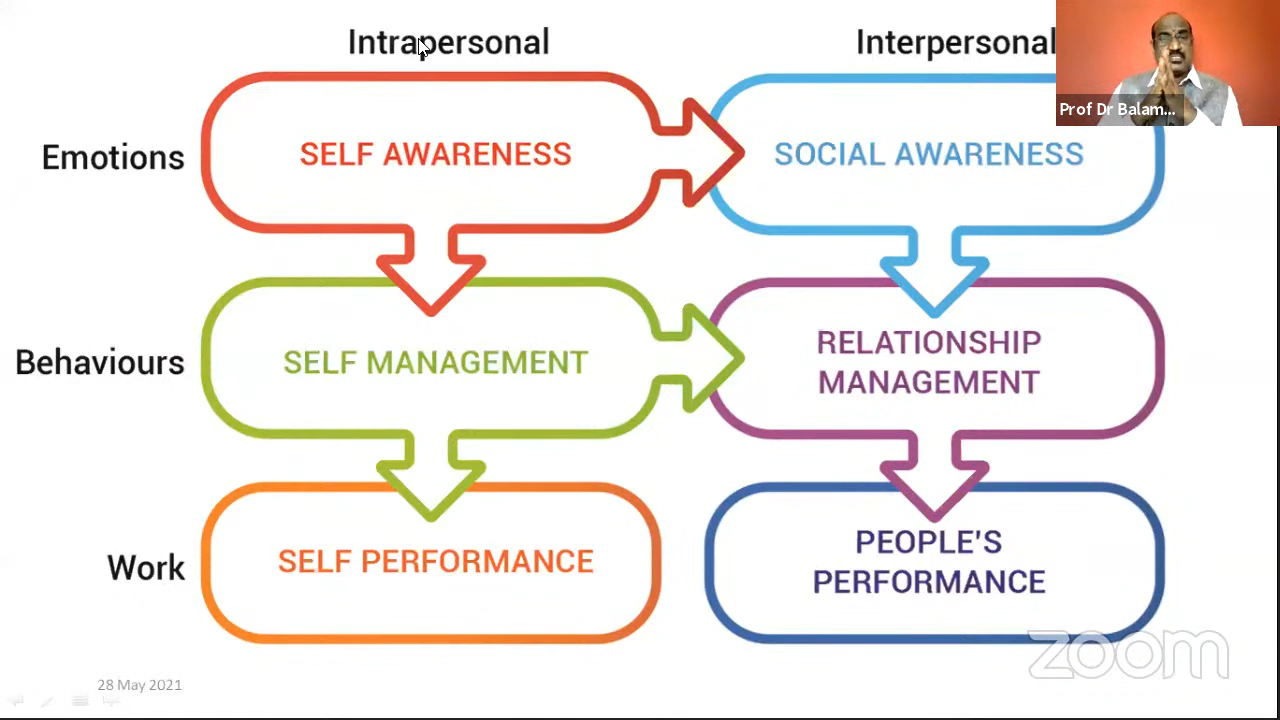 Intrapersonal
Interpersonal
Prof Dr Balam...
Emotions
SELF AWARENESS
SOCIAL AWARENESS
Behaviours
SELF MANAGEMENT
RELATIONSHIP
MANAGEMENT
Work
SELF PERFORMANCE
PEOPLE'S
PERFORMANCE
zoom
28 May 2021